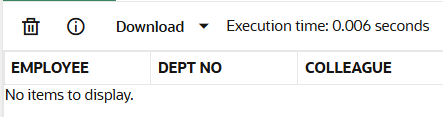 Download Execution time: 0.006 seconds
EMPLOYEE DEPT NO COLLEAGUE
No items to display.